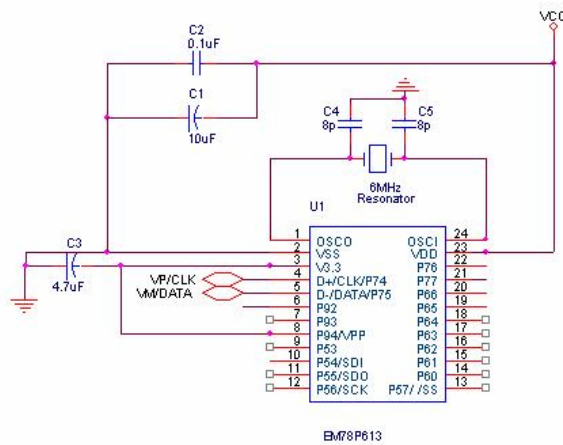 VCC
C2
0.1uF
C1
10uF
C4
8p
C5
8p
6MHz
Resonator
U1
C3
4.7uF
VP/CLK
VM/DATA
1 OSCO OSCI 24
2 VSS VDD 23
3 V3.3 P76 22
4 D+/CLK/P74 P77 21
5 D-/DATA/P75 P66 20
6 P92 P65 19
7 P93 P64 18
8 P94/VPP P63 17
9 P53 P62 16
10 P54/SDI P61 15
11 P55/SDO P60 14
12 P56/SCK P57/ /SS 13
EM78P613